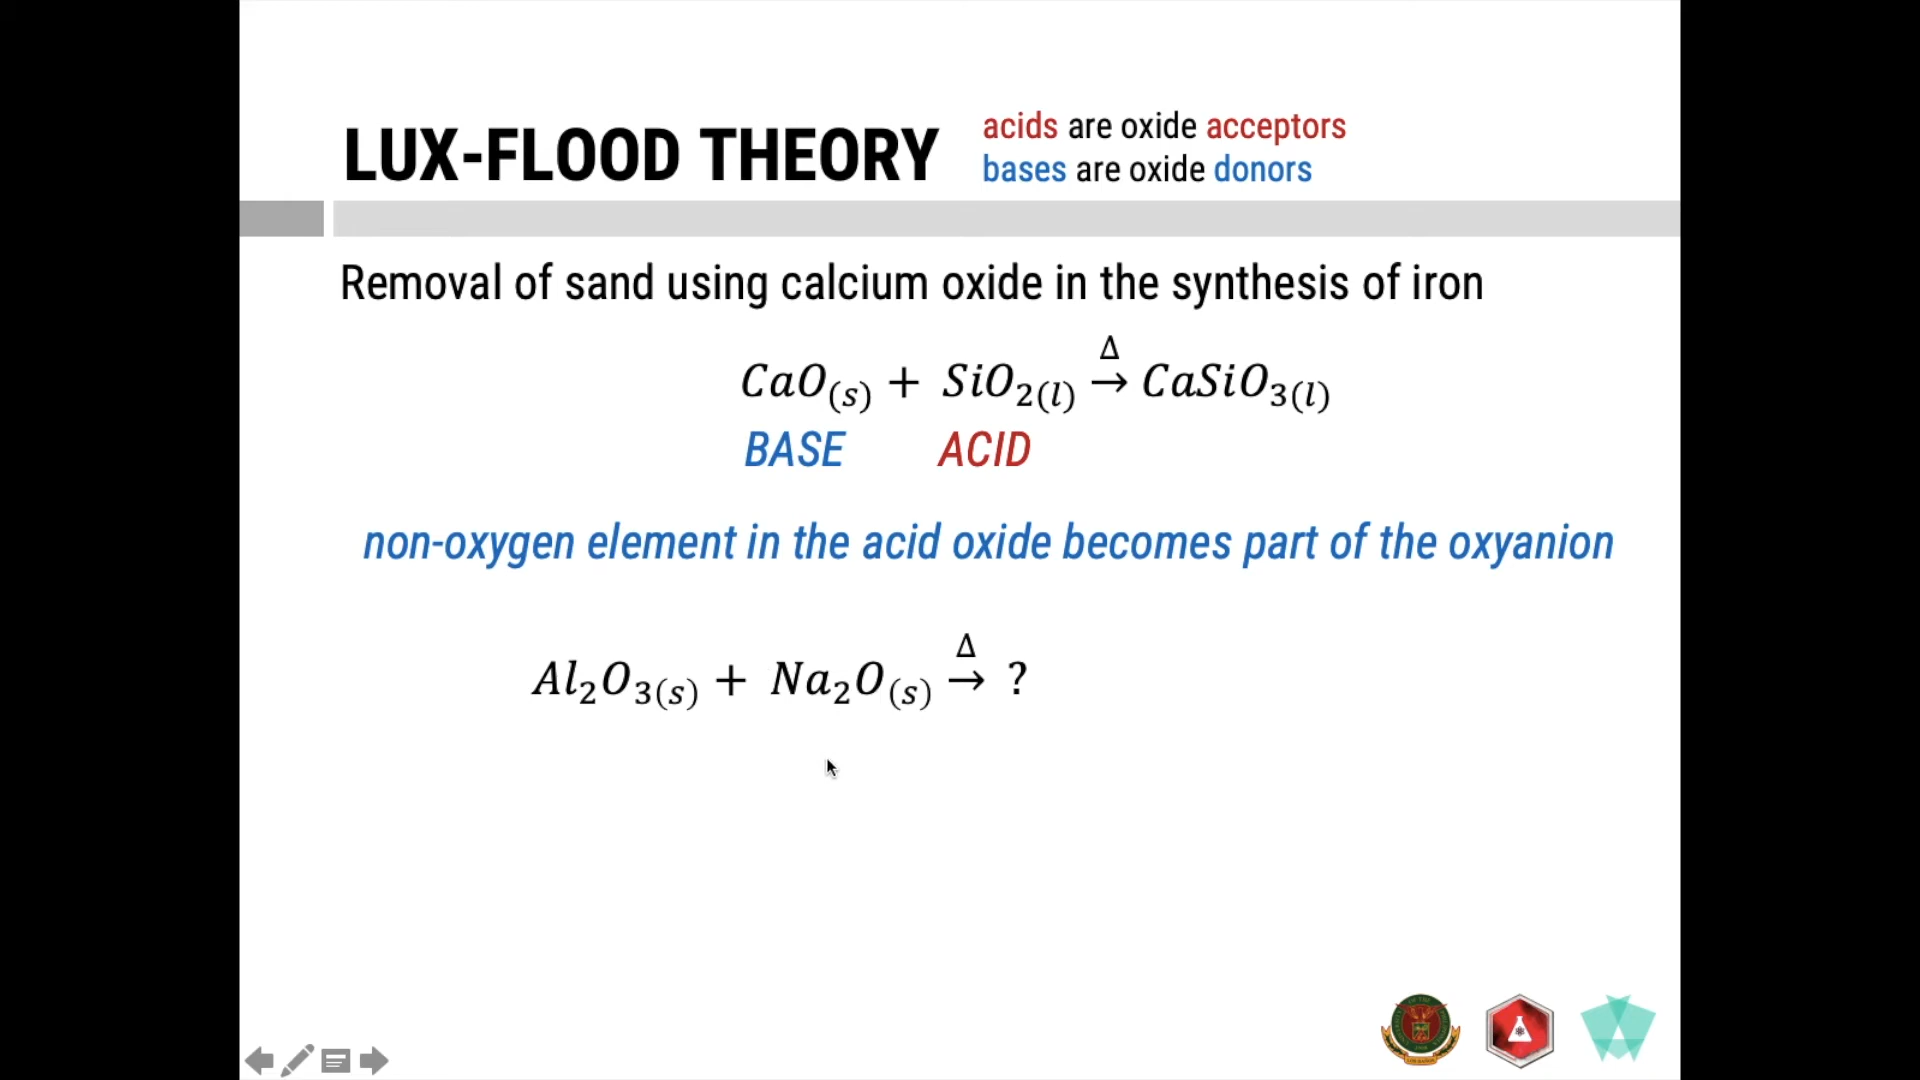 LUX-FLOOD THEORY
acids are oxide acceptors
bases are oxide donors
Removal of sand using calcium oxide in the synthesis of iron
CaO(s) + SiO₂(l) →Δ CaSiO₃(l)
BASE ACID
non-oxygen element in the acid oxide becomes part of the oxyanion
Al₂O₃(s) + Na₂O(s) →Δ ?